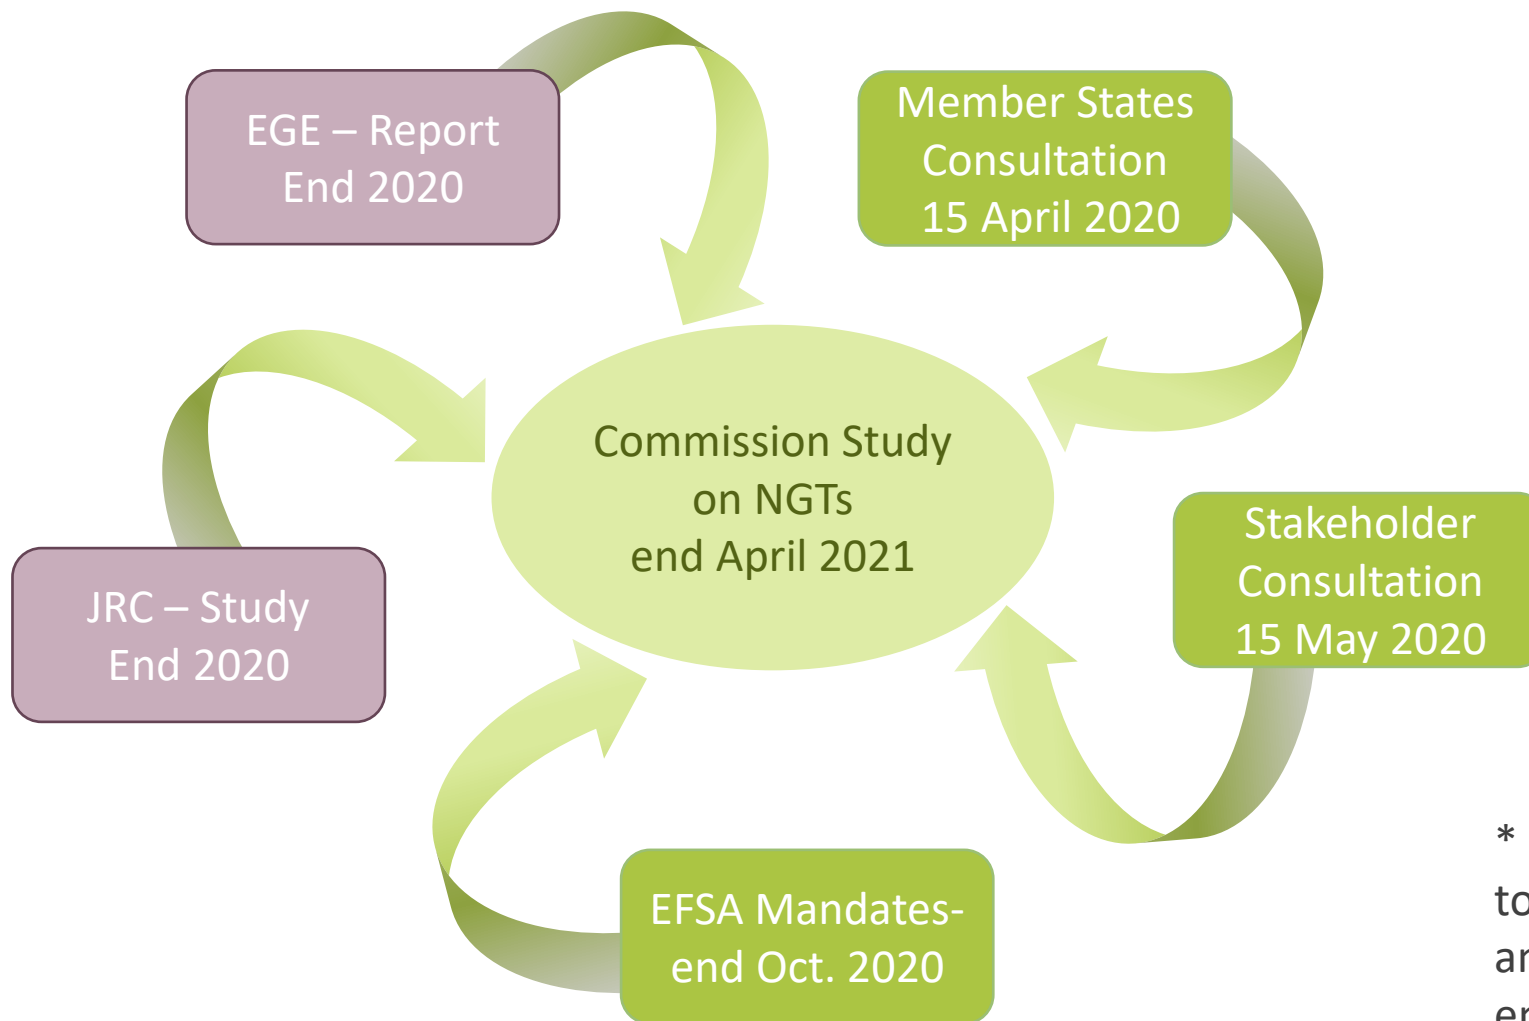 EGE – Report
End 2020
Member States
Consultation
15 April 2020
Commission Study
on NGTs
end April 2021
Stakeholder
Consultation
15 May 2020
JRC – Study
End 2020
EFSA Mandates-
end Oct. 2020
*
to